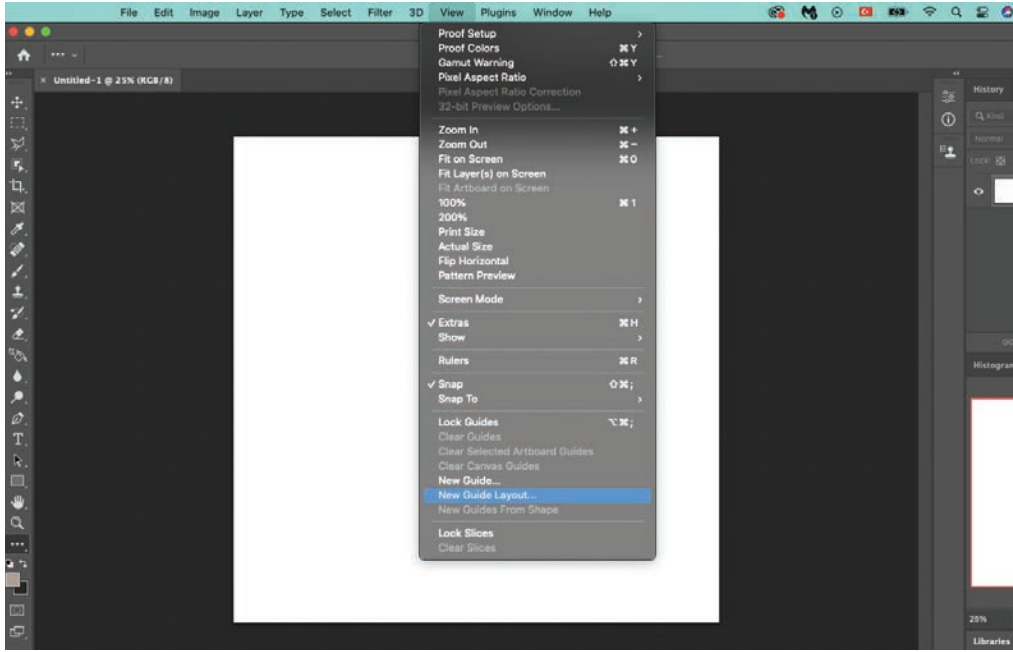 File Edit Image Layer Type Select Filter 3D View Plugins Window Help
Untitled-1 @ 25% (RGB/8)
Proof Setup
Proof Colors ⌘Y
Gamut Warning ⇧⌘Y
Pixel Aspect Ratio
Pixel Aspect Ratio Correction
32-bit Preview Options...
Zoom In ⌘+
Zoom Out ⌘−
Fit on Screen ⌘0
Fit Layer(s) on Screen
Fit Artboard on Screen
100% ⌘1
200%
Print Size
Actual Size
Flip Horizontal
Pattern Preview
Screen Mode
Extras ⌘H
Show
Rulers ⌘R
Snap ⇧⌘;
Snap To
Lock Guides ⌥⌘;
Clear Guides
Clear Selected Artboard Guides
Clear Canvas Guides
New Guide...
New Guide Layout...
New Guides From Shape
Lock Slices
Clear Slices
History
Kind
Normal
Lock:
Histogram
25%
Libraries